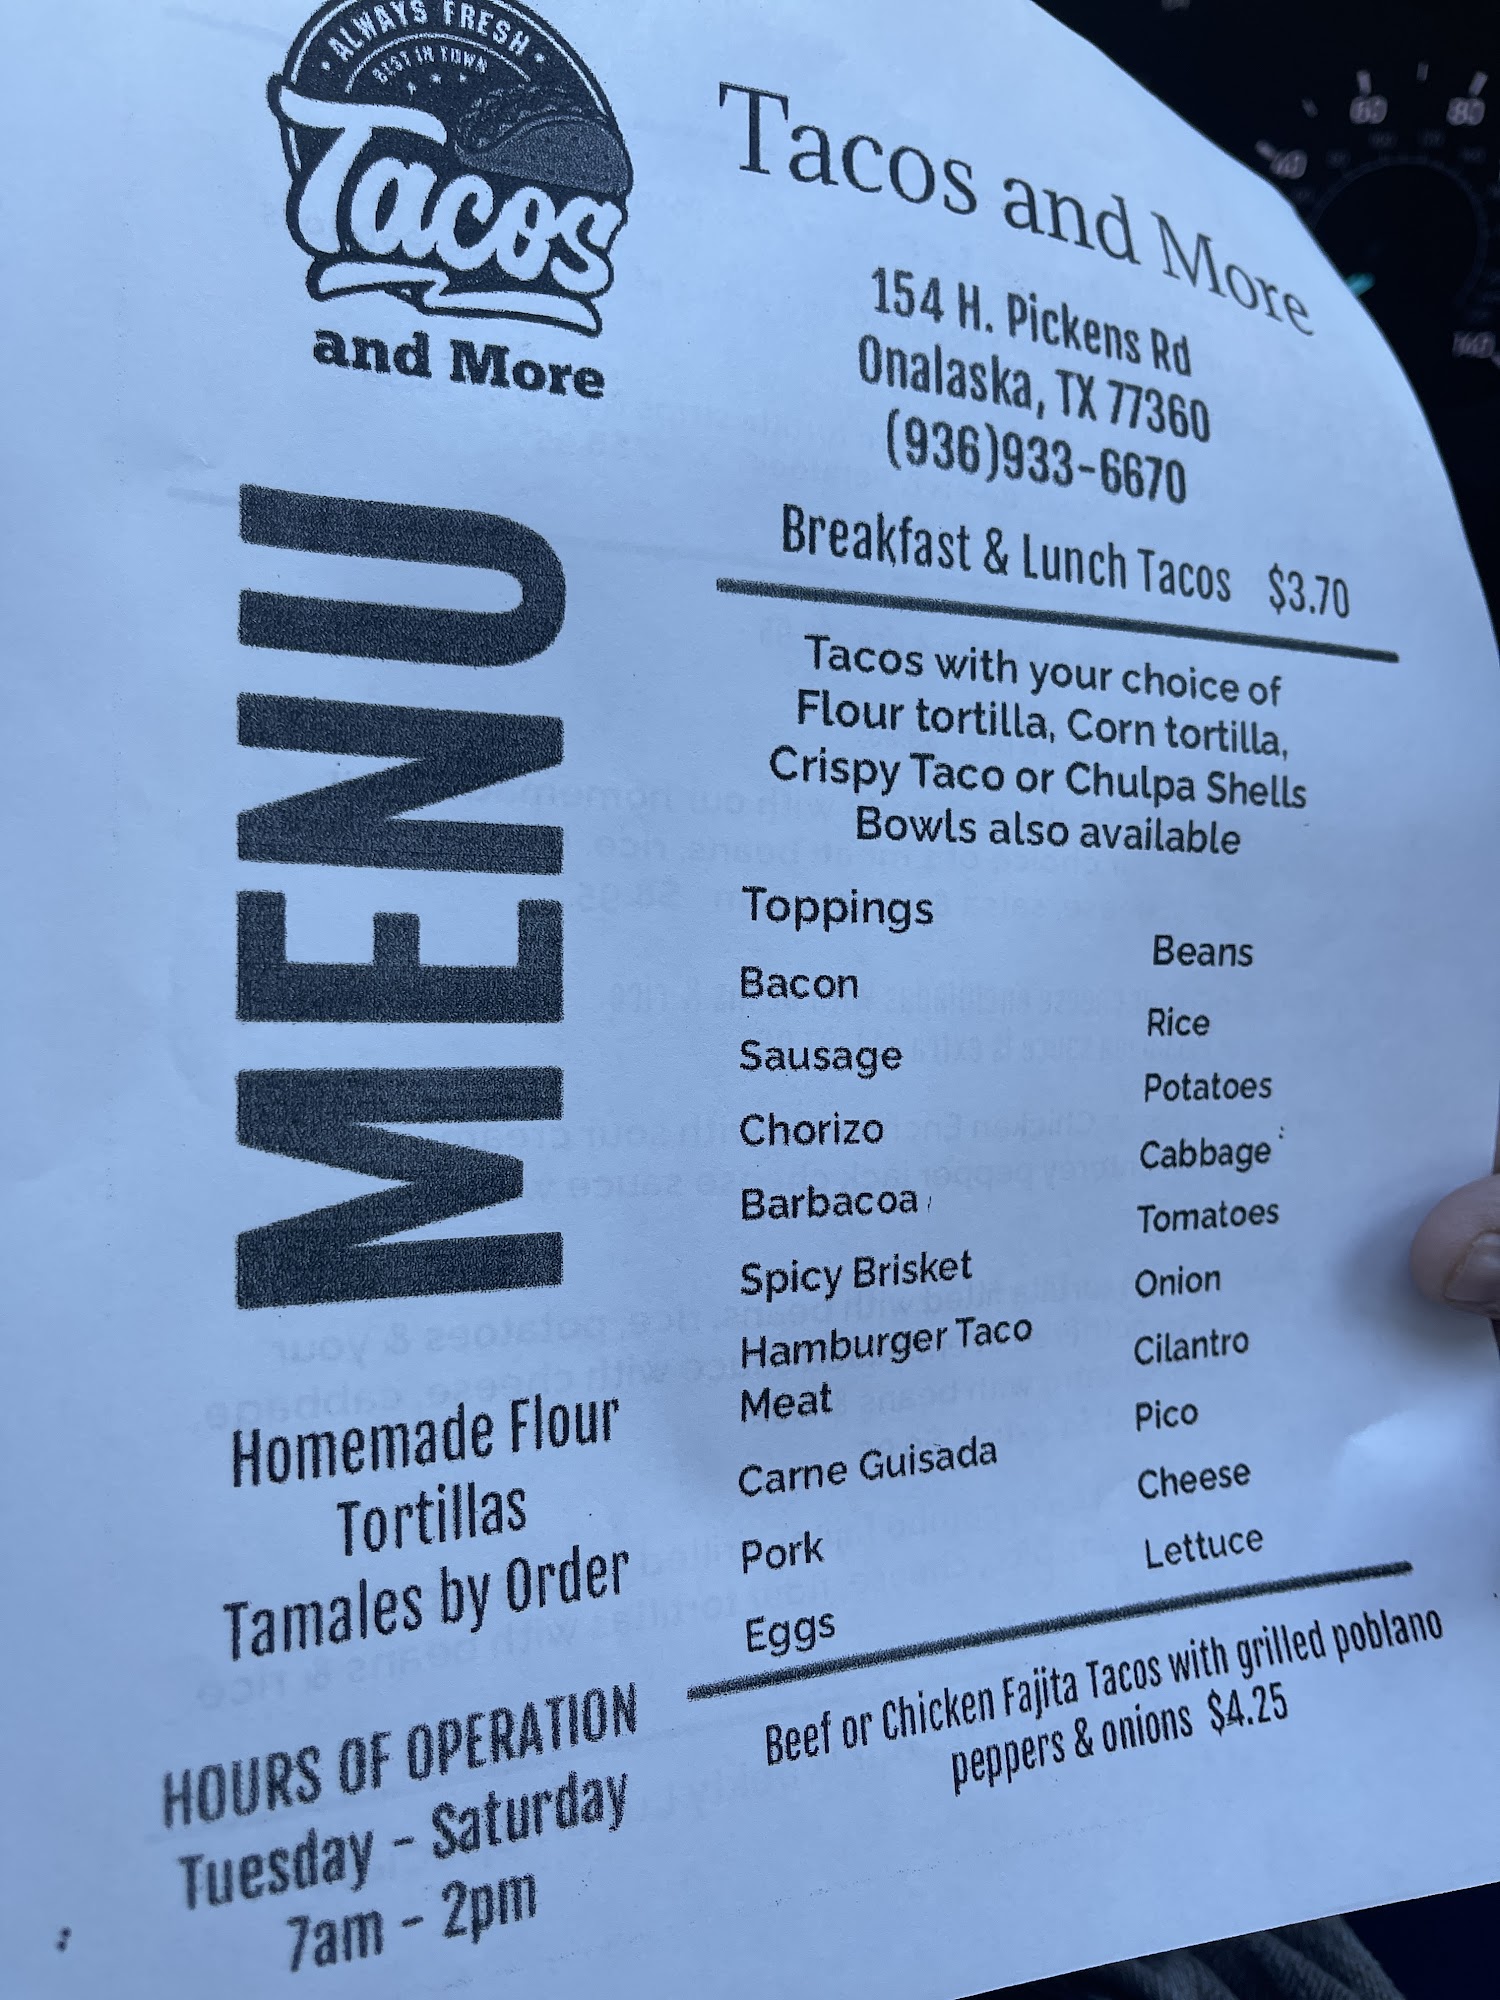 ALWAYS FRESH
BEST IN TOWN
Tacos
and More
MENU
Homemade Flour
Tortillas
Tamales by Order
HOURS OF OPERATION
Tuesday - Saturday
7am - 2pm
Tacos and More
154 H. Pickens Rd
Onalaska, TX 77360
(936)933-6670
Breakfast & Lunch Tacos $3.70
Tacos with your choice of
Flour tortilla, Corn tortilla,
Crispy Taco or Chulpa Shells
Bowls also available
Toppings
Bacon
Sausage
Chorizo
Barbacoa
Spicy Brisket
Hamburger Taco
Meat
Carne Guisada
Pork
Eggs
Beans
Rice
Potatoes
Cabbage
Tomatoes
Onion
Cilantro
Pico
Cheese
Lettuce
Beef or Chicken Fajita Tacos with grilled poblano
peppers & onions $4.25
60
80
40
140